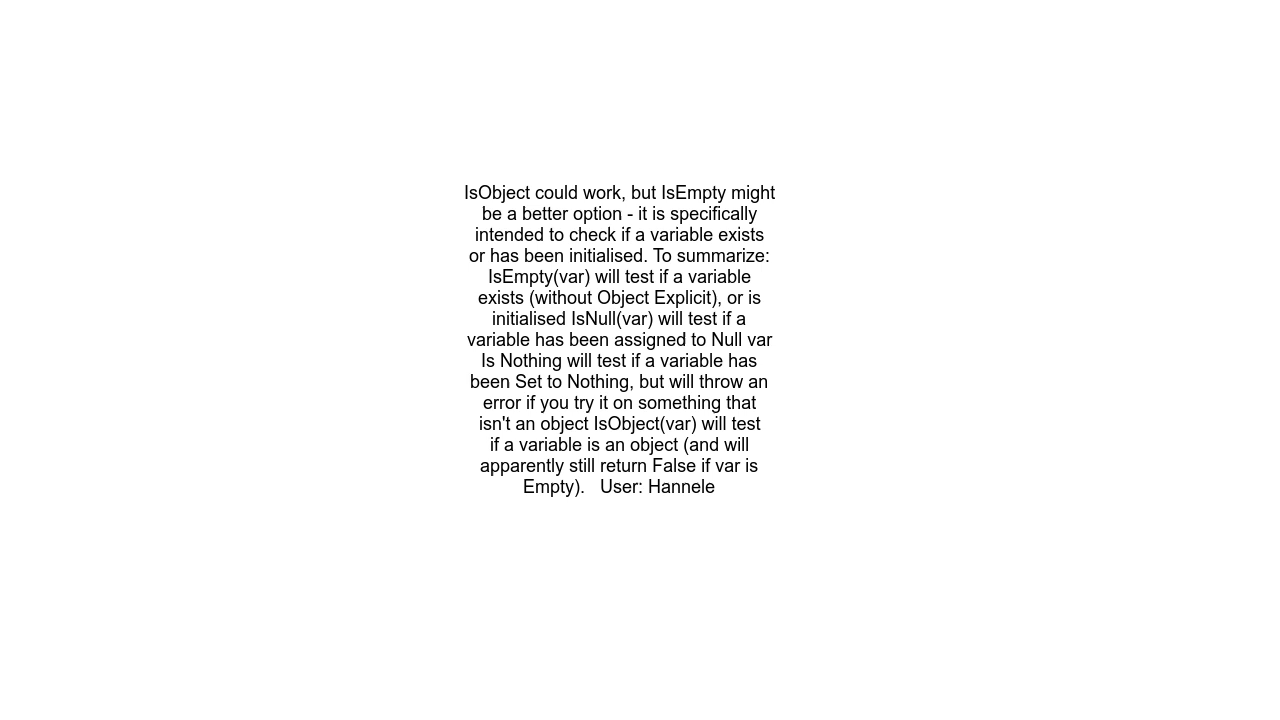 IsObject could work, but IsEmpty might
be a better option - it is specifically
intended to check if a variable exists
or has been initialised. To summarize:
IsEmpty(var) will test if a variable
exists (without Object Explicit), or is
initialised IsNull(var) will test if a
variable has been assigned to Null var
Is Nothing will test if a variable has
been Set to Nothing, but will throw an
error if you try it on something that
isn't an object IsObject(var) will test
if a variable is an object (and will
apparently still return False if var is
Empty).   User: Hannele